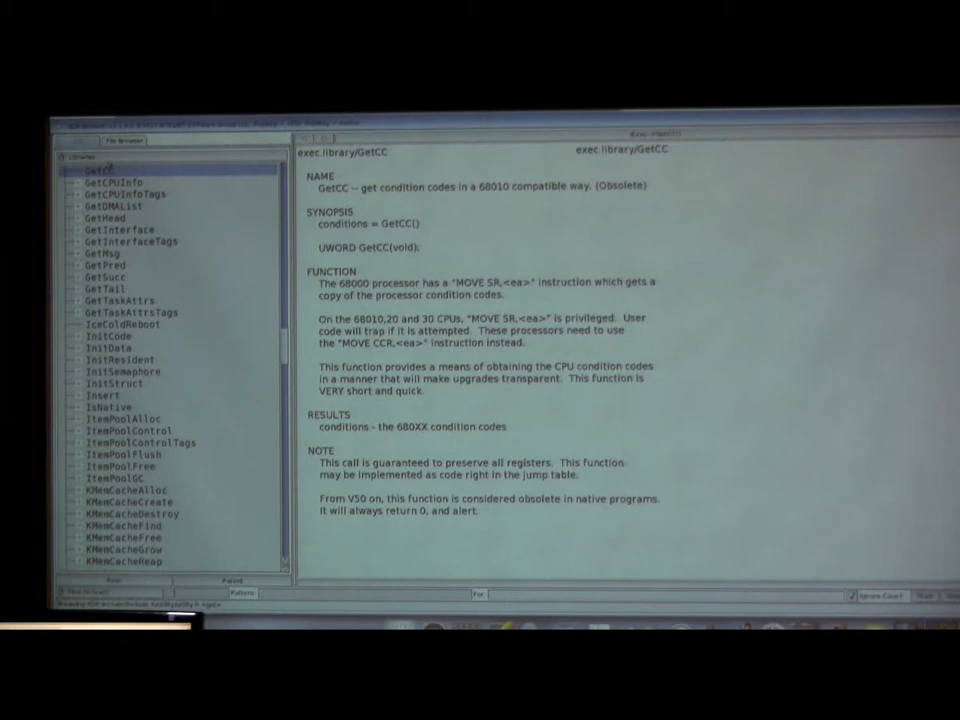 File Browser
Libraries
GetCC
GetCPUInfo
GetCPUInfoTags
GetDMAList
GetHead
GetInterface
GetInterfaceTags
GetMsg
GetPred
GetSucc
GetTail
GetTaskAttrs
GetTaskAttrsTags
IceColdReboot
InitCode
InitData
InitResident
InitSemaphore
InitStruct
Insert
IsNative
ItemPoolAlloc
ItemPoolControl
ItemPoolControlTags
ItemPoolFlush
ItemPoolFree
ItemPoolGC
KMemCacheAlloc
KMemCacheCreate
KMemCacheDestroy
KMemCacheFind
KMemCacheFree
KMemCacheGrow
KMemCacheReap
Parent
exec.library/GetCC exec.library/GetCC
NAME
GetCC -- get condition codes in a 68010 compatible way. (Obsolete)
SYNOPSIS
conditions = GetCC()
UWORD GetCC(void);
FUNCTION
The 68000 processor has a "MOVE SR,<ea>" instruction which gets a
copy of the processor condition codes.
On the 68010,20 and 30 CPUs, "MOVE SR,<ea>" is privileged. User
code will trap if it is attempted. These processors need to use
the "MOVE CCR,<ea>" instruction instead.
This function provides a means of obtaining the CPU condition codes
in a manner that will make upgrades transparent. This function is
VERY short and quick.
RESULTS
conditions - the 680XX condition codes
NOTE
This call is guaranteed to preserve all registers. This function
may be implemented as code right in the jump table.
From V50 on, this function is considered obsolete in native programs.
It will always return 0, and alert.
Pattern: For: Ignore Case?